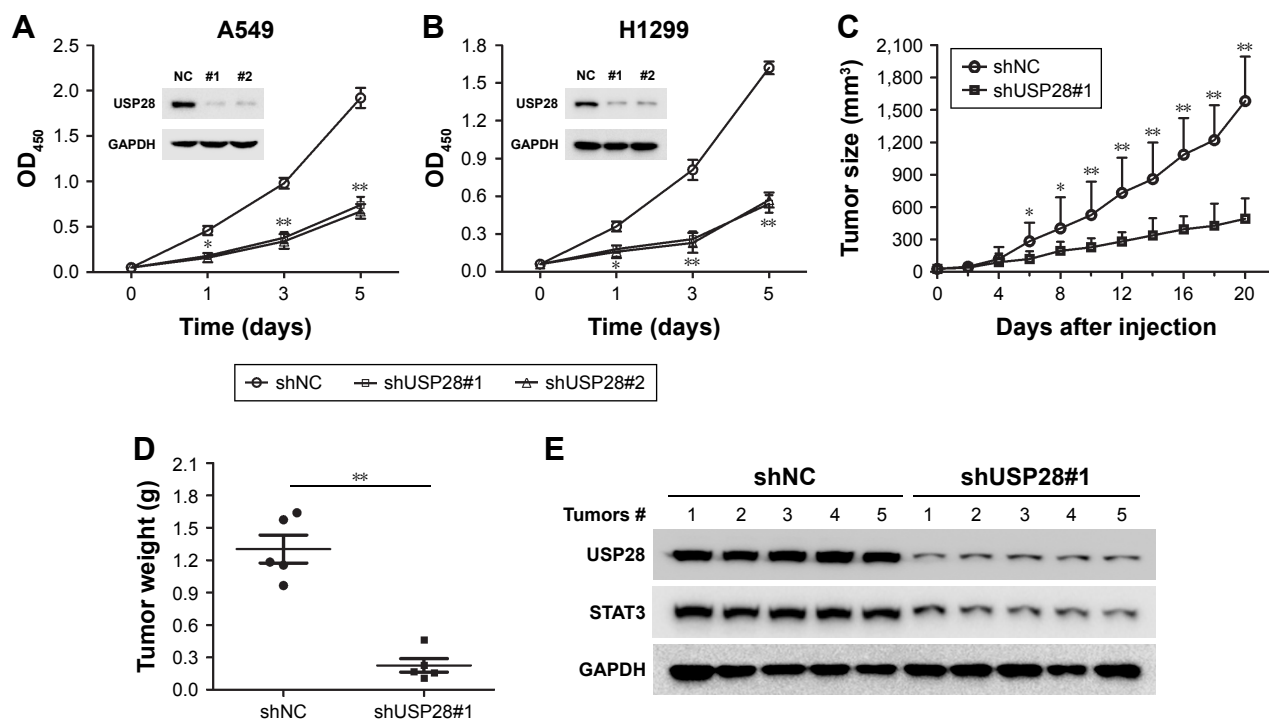 A
A549
2.5
2.0
1.5
1.0
0.5
0.0
OD450
NC #1 #2
USP28
GAPDH
*
**
**
0 1 3 5
Time (days)
B
H1299
1.8
1.5
1.2
0.9
0.6
0.3
0.0
OD450
NC #1 #2
USP28
GAPDH
*
**
**
0 1 3 5
Time (days)
C
2,100
1,800
1,500
1,200
900
600
300
0
Tumor size (mm³)
shNC
shUSP28#1
* * ** ** ** ** ** **
0 4 8 12 16 20
Days after injection
shNC shUSP28#1 shUSP28#2
D
2.1
1.8
1.5
1.2
0.9
0.6
0.3
0.0
Tumor weight (g)
**
shNC shUSP28#1
E
shNC shUSP28#1
Tumors # 1 2 3 4 5 1 2 3 4 5
USP28
STAT3
GAPDH